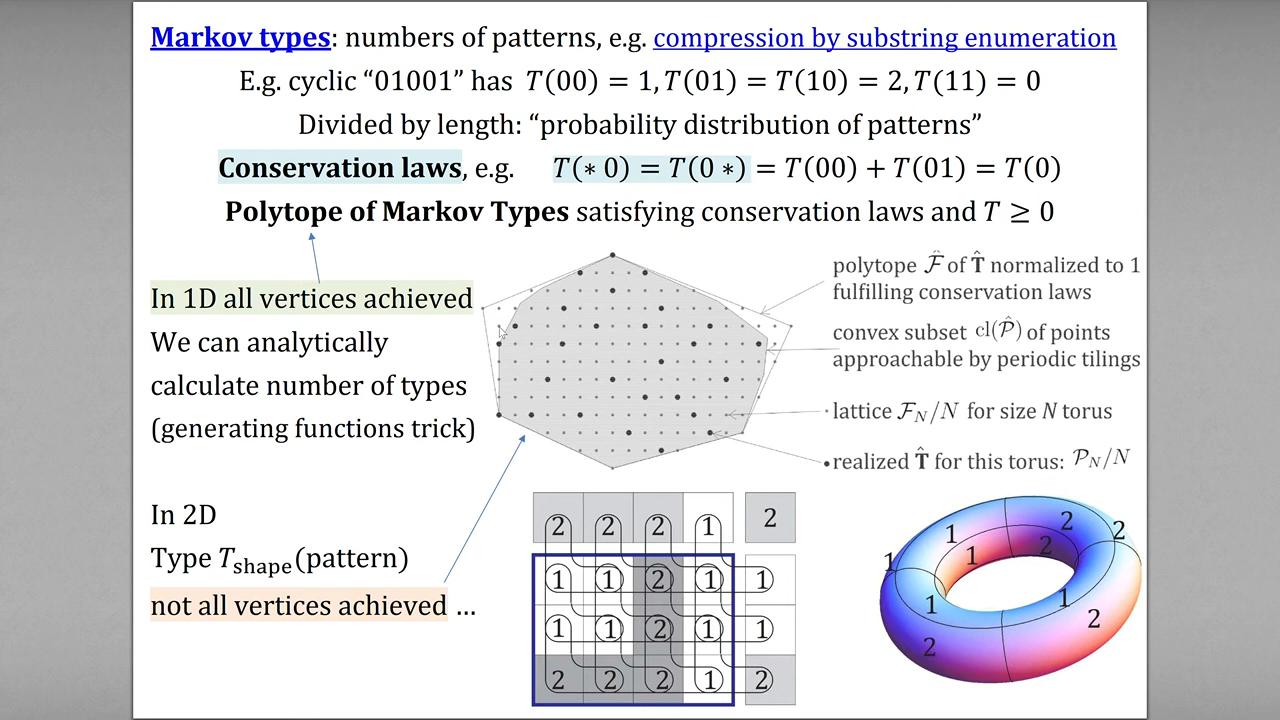 Markov types: numbers of patterns, e.g. compression by substring enumeration
E.g. cyclic “01001” has T(00) = 1, T(01) = T(10) = 2, T(11) = 0
Divided by length: “probability distribution of patterns”
Conservation laws, e.g. T(∗ 0) = T(0 ∗) = T(00) + T(01) = T(0)
Polytope of Markov Types satisfying conservation laws and T ≥ 0
In 1D all vertices achieved
We can analytically
calculate number of types
(generating functions trick)
polytope ℱ̂ of T̂ normalized to 1
fulfilling conservation laws
convex subset cl(𝒫̂) of points
approachable by periodic tilings
lattice ℱ_N/N for size N torus
realized T̂ for this torus: 𝒫_N/N
In 2D
Type T_shape(pattern)
not all vertices achieved …
2 2 2 1 2
1 1 2 1 1
1 1 2 1 1
2 2 2 1 2
1 2 2
1 1 2
1 1
2 2